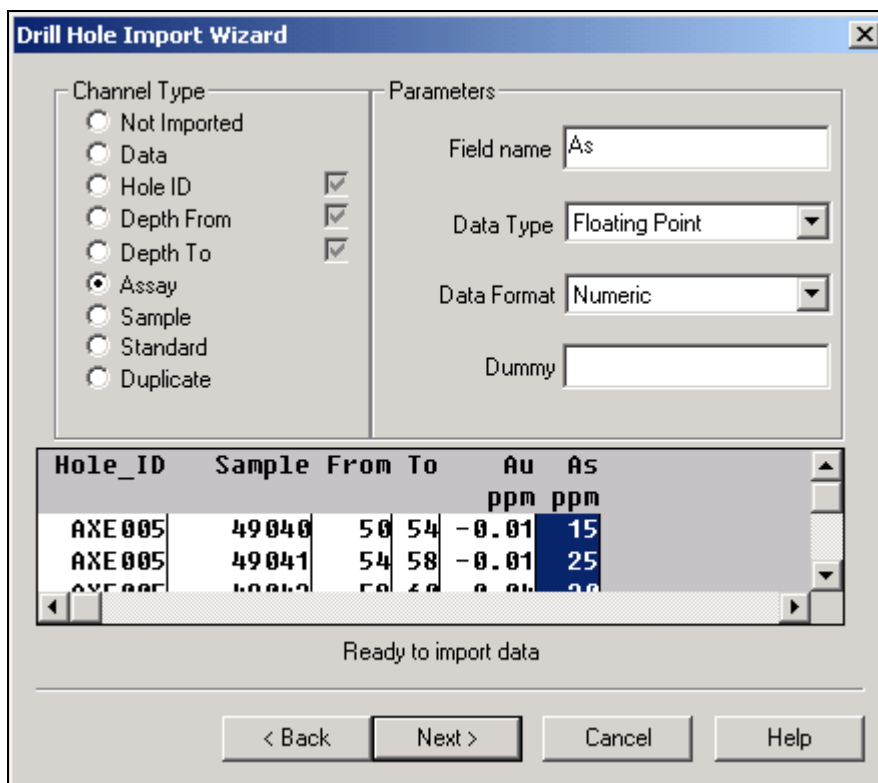 Drill Hole Import Wizard
Channel Type
Not Imported
Data
Hole ID
Depth From
Depth To
Assay
Sample
Standard
Duplicate
Parameters
Field name As
Data Type Floating Point
Data Format Numeric
Dummy
Hole_ID Sample From To Au As
ppm ppm
AXE005 49040 50 54 -0.01 15
AXE005 49041 54 58 -0.01 25
Ready to import data
< Back Next > Cancel Help